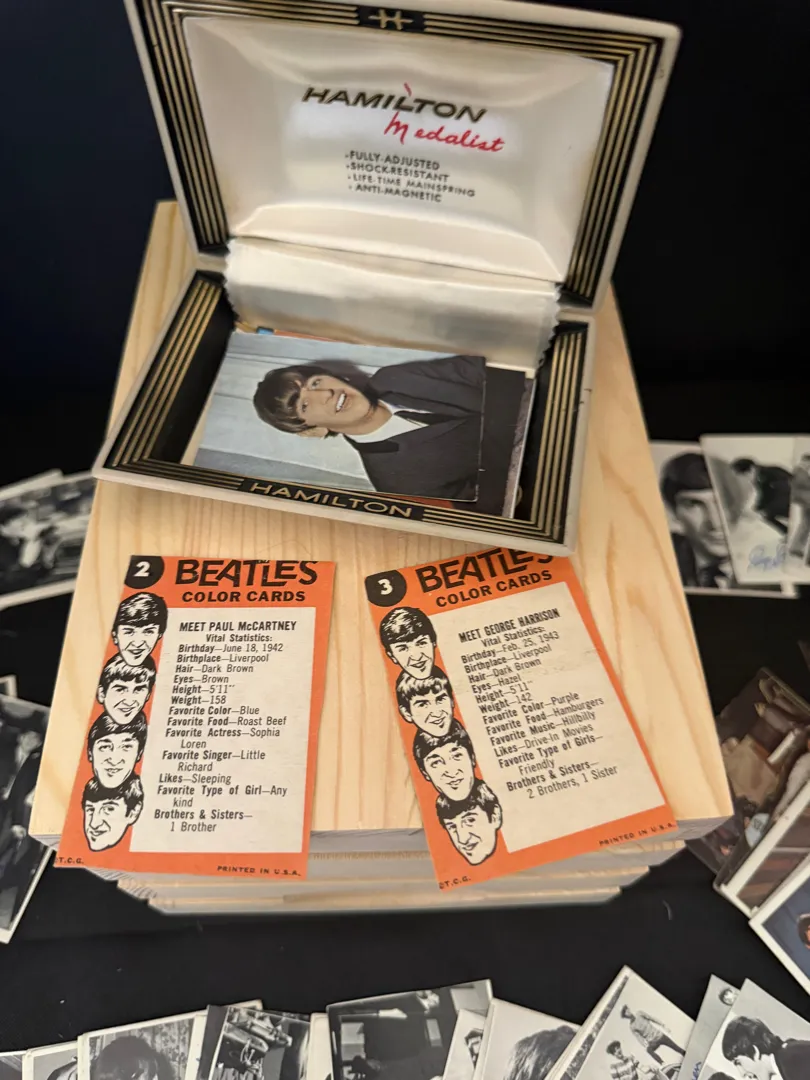 HAMILTON
Medalist
•FULLY-ADJUSTED
•SHOCK-RESISTANT
•LIFE-TIME MAINSPRING
•ANTI-MAGNETIC
HAMILTON
2 BEATLES
COLOR CARDS
MEET PAUL McCARTNEY
Vital Statistics:
Birthday—June 18, 1942
Birthplace—Liverpool
Hair—Dark Brown
Eyes—Brown
Height—5'11"
Weight—158
Favorite Color—Blue
Favorite Food—Roast Beef
Favorite Actress—Sophia
Loren
Favorite Singer—Little
Richard
Likes—Sleeping
Favorite Type of Girl—Any
kind
Brothers & Sisters—
1 Brother
©T.C.G.
PRINTED IN U.S.A.
3 BEATLES
COLOR CARDS
MEET GEORGE HARRISON
Vital Statistics:
Birthday—Feb. 25, 1943
Birthplace—Liverpool
Hair—Dark Brown
Eyes—Hazel
Height—5'11"
Weight—142
Favorite Color—Purple
Favorite Food—Hamburgers
Favorite Music—Hillbilly
Likes—Drive-In Movies
Favorite Type of Girls—
Friendly
Brothers & Sisters—
2 Brothers, 1 Sister
©T.C.G.
PRINTED IN U.S.A.